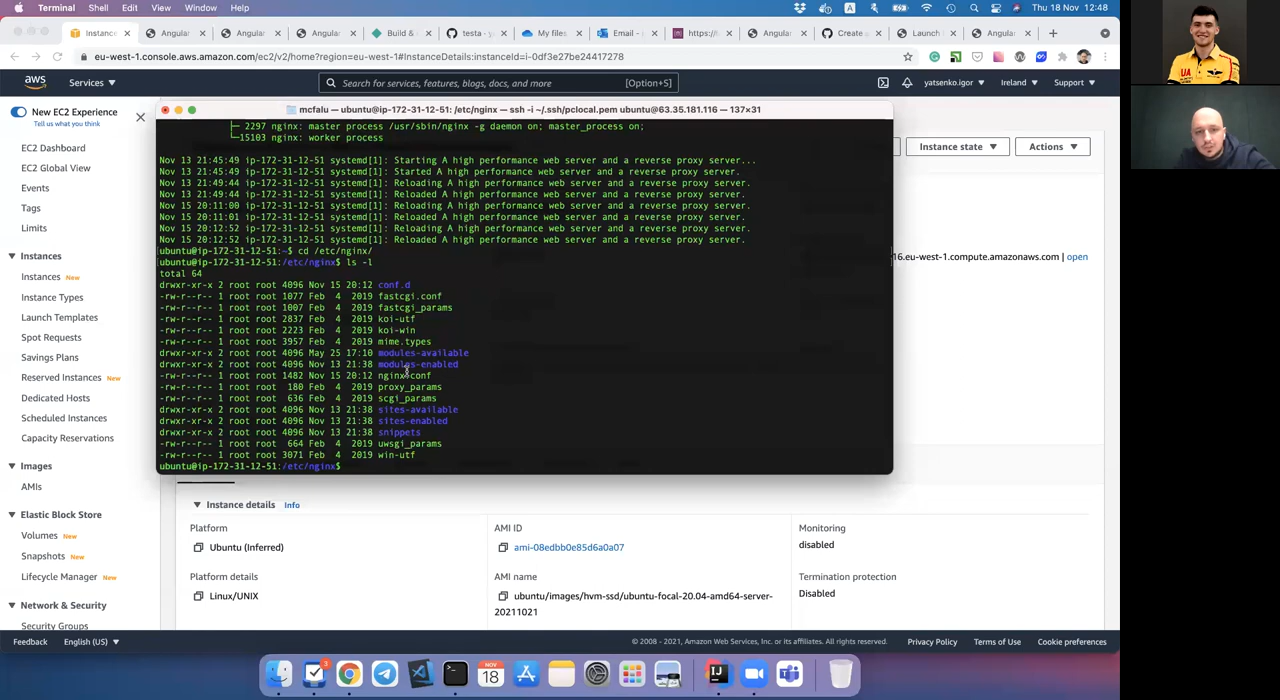 Terminal Shell Edit View Window Help
A
Thu 18 Nov 12:48
Instance
Angular
Angular
Angular
Build &
testa - y
My files
Email -
https://
Angular
Create
Launch
Angular
eu-west-1.console.aws.amazon.com/ec2/v2/home?region=eu-west-1#InstanceDetails:instanceId=i-0df3e27be24417278
aws
Services
Search for services, features, blogs, docs, and more
[Option+S]
yatsenko.igor
Ireland
Support
New EC2 Experience
Tell us what you think
EC2 Dashboard
EC2 Global View
Events
Tags
Limits
Instances
Instances New
Instance Types
Launch Templates
Spot Requests
Savings Plans
Reserved Instances New
Dedicated Hosts
Scheduled Instances
Capacity Reservations
Images
AMIs
Elastic Block Store
Volumes New
Snapshots New
Lifecycle Manager New
Network & Security
Security Groups
mcfalu — ubuntu@ip-172-31-12-51: /etc/nginx — ssh -i ~/.ssh/pclocal.pem ubuntu@63.35.181.116 — 137×31
├─ 2297 nginx: master process /usr/sbin/nginx -g daemon on; master_process on;
└─15103 nginx: worker process
Nov 13 21:45:49 ip-172-31-12-51 systemd[1]: Starting A high performance web server and a reverse proxy server...
Nov 13 21:45:49 ip-172-31-12-51 systemd[1]: Started A high performance web server and a reverse proxy server.
Nov 13 21:49:44 ip-172-31-12-51 systemd[1]: Reloading A high performance web server and a reverse proxy server.
Nov 13 21:49:44 ip-172-31-12-51 systemd[1]: Reloaded A high performance web server and a reverse proxy server.
Nov 15 20:11:00 ip-172-31-12-51 systemd[1]: Reloading A high performance web server and a reverse proxy server.
Nov 15 20:11:01 ip-172-31-12-51 systemd[1]: Reloaded A high performance web server and a reverse proxy server.
Nov 15 20:12:52 ip-172-31-12-51 systemd[1]: Reloading A high performance web server and a reverse proxy server.
Nov 15 20:12:52 ip-172-31-12-51 systemd[1]: Reloaded A high performance web server and a reverse proxy server.
ubuntu@ip-172-31-12-51:~$ cd /etc/nginx/
ubuntu@ip-172-31-12-51:/etc/nginx$ ls -l
total 64
drwxr-xr-x 2 root root 4096 Nov 15 20:12 conf.d
-rw-r--r-- 1 root root 1077 Feb  4  2019 fastcgi.conf
-rw-r--r-- 1 root root 1007 Feb  4  2019 fastcgi_params
-rw-r--r-- 1 root root 2837 Feb  4  2019 koi-utf
-rw-r--r-- 1 root root 2223 Feb  4  2019 koi-win
-rw-r--r-- 1 root root 3957 Feb  4  2019 mime.types
drwxr-xr-x 2 root root 4096 May 25 17:10 modules-available
drwxr-xr-x 2 root root 4096 Nov 13 21:38 modules-enabled
-rw-r--r-- 1 root root 1482 Nov 15 20:12 nginx.conf
-rw-r--r-- 1 root root  180 Feb  4  2019 proxy_params
-rw-r--r-- 1 root root  636 Feb  4  2019 scgi_params
drwxr-xr-x 2 root root 4096 Nov 13 21:38 sites-available
drwxr-xr-x 2 root root 4096 Nov 13 21:38 sites-enabled
drwxr-xr-x 2 root root 4096 Nov 13 21:38 snippets
-rw-r--r-- 1 root root  664 Feb  4  2019 uwsgi_params
-rw-r--r-- 1 root root 3071 Feb  4  2019 win-utf
ubuntu@ip-172-31-12-51:/etc/nginx$
Instance state
Actions
16.eu-west-1.compute.amazonaws.com | open
Instance details Info
Platform
Ubuntu (Inferred)
AMI ID
ami-08edbb0e85d6a0a07
Monitoring
disabled
Platform details
Linux/UNIX
AMI name
ubuntu/images/hvm-ssd/ubuntu-focal-20.04-amd64-server-
20211021
Termination protection
Disabled
Feedback
English (US)
© 2008 - 2021, Amazon Web Services, Inc. or its affiliates. All rights reserved.
Privacy Policy
Terms of Use
Cookie preferences
3
NOV
18
IJ
UA